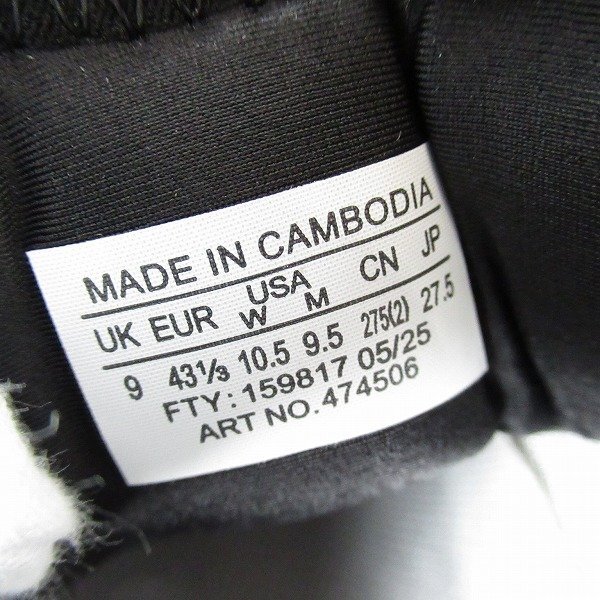 MADE IN CAMBODIA
UK EUR USA W M CN JP
9 43⅓ 10.5 9.5 275(2) 27.5
FTY: 159817 05/25
ART NO. 474506